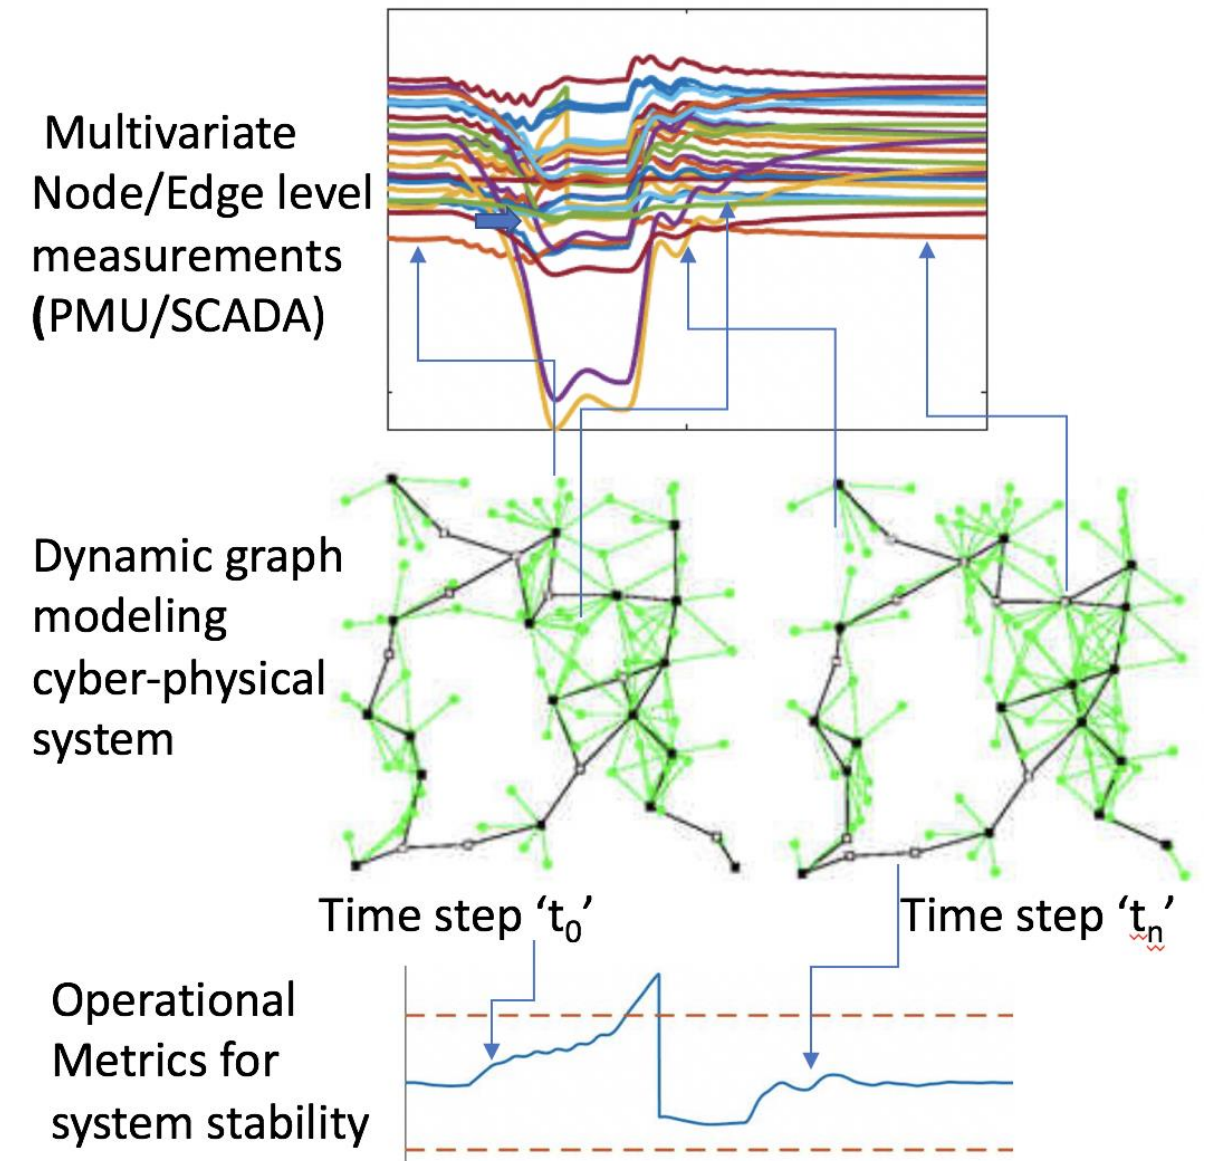 Multivariate
Node/Edge level
measurements
(PMU/SCADA)
Dynamic graph
modeling
cyber-physical
system
Time step ‘t0’
Time step ‘tn’
Operational
Metrics for
system stability